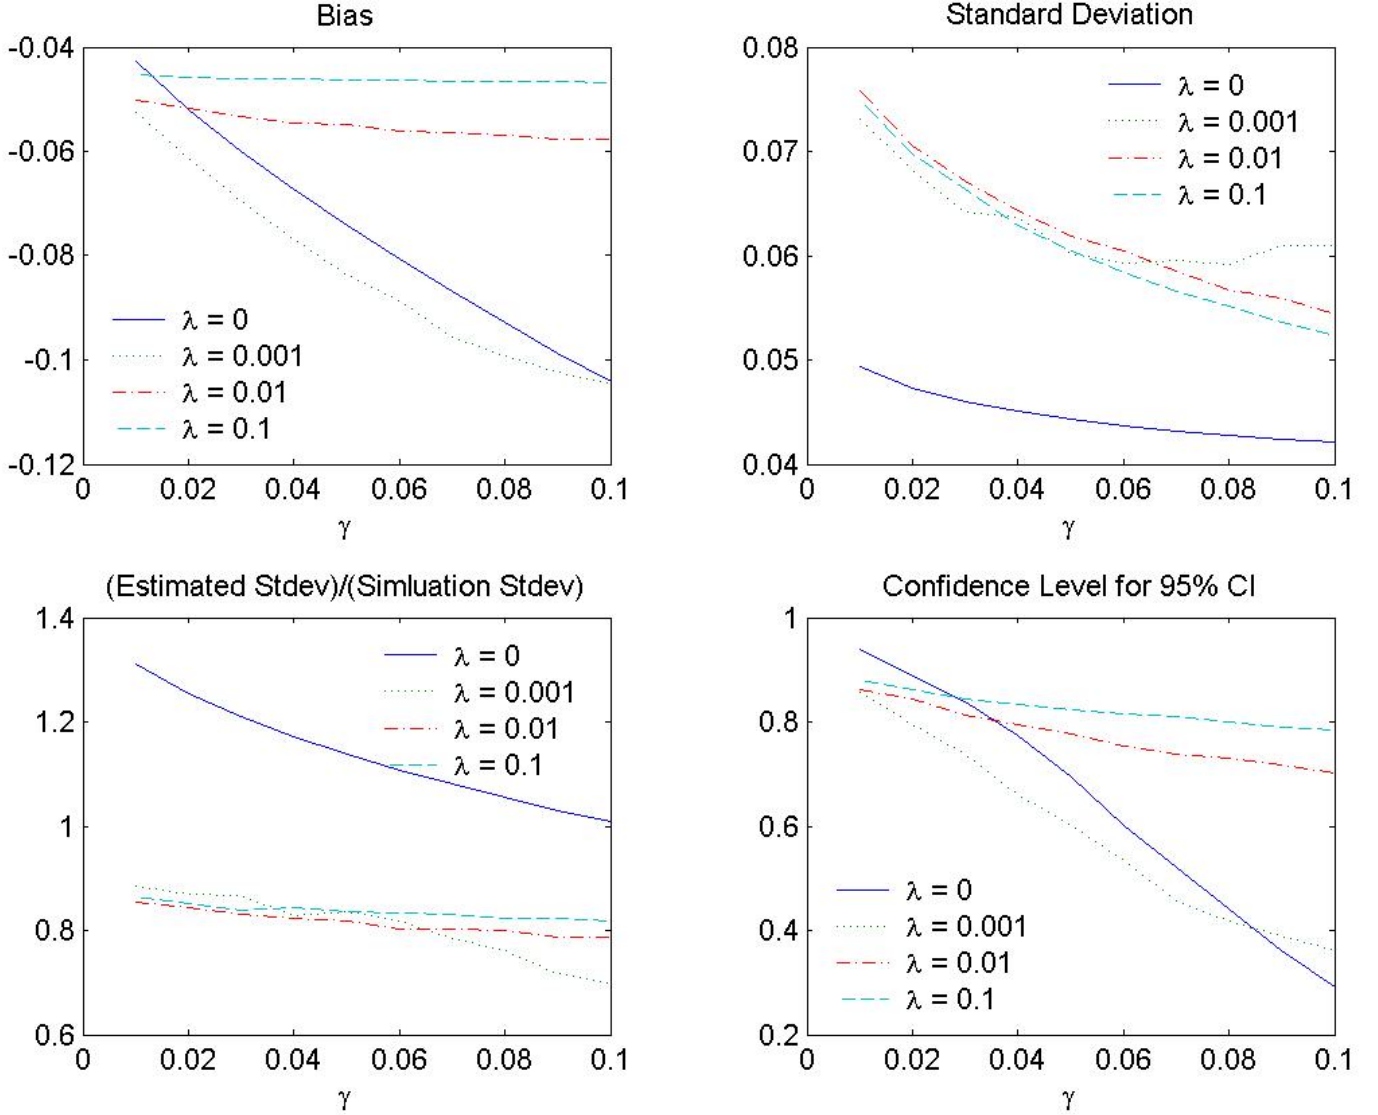 Bias
-0.04
-0.06
-0.08
-0.1
-0.12
λ = 0
λ = 0.001
λ = 0.01
λ = 0.1
0 0.02 0.04 0.06 0.08 0.1
γ
Standard Deviation
0.08
0.07
0.06
0.05
0.04
λ = 0
λ = 0.001
λ = 0.01
λ = 0.1
0 0.02 0.04 0.06 0.08 0.1
γ
(Estimated Stdev)/(Simluation Stdev)
1.4
1.2
1
0.8
0.6
λ = 0
λ = 0.001
λ = 0.01
λ = 0.1
0 0.02 0.04 0.06 0.08 0.1
γ
Confidence Level for 95% CI
1
0.8
0.6
0.4
0.2
λ = 0
λ = 0.001
λ = 0.01
λ = 0.1
0 0.02 0.04 0.06 0.08 0.1
γ